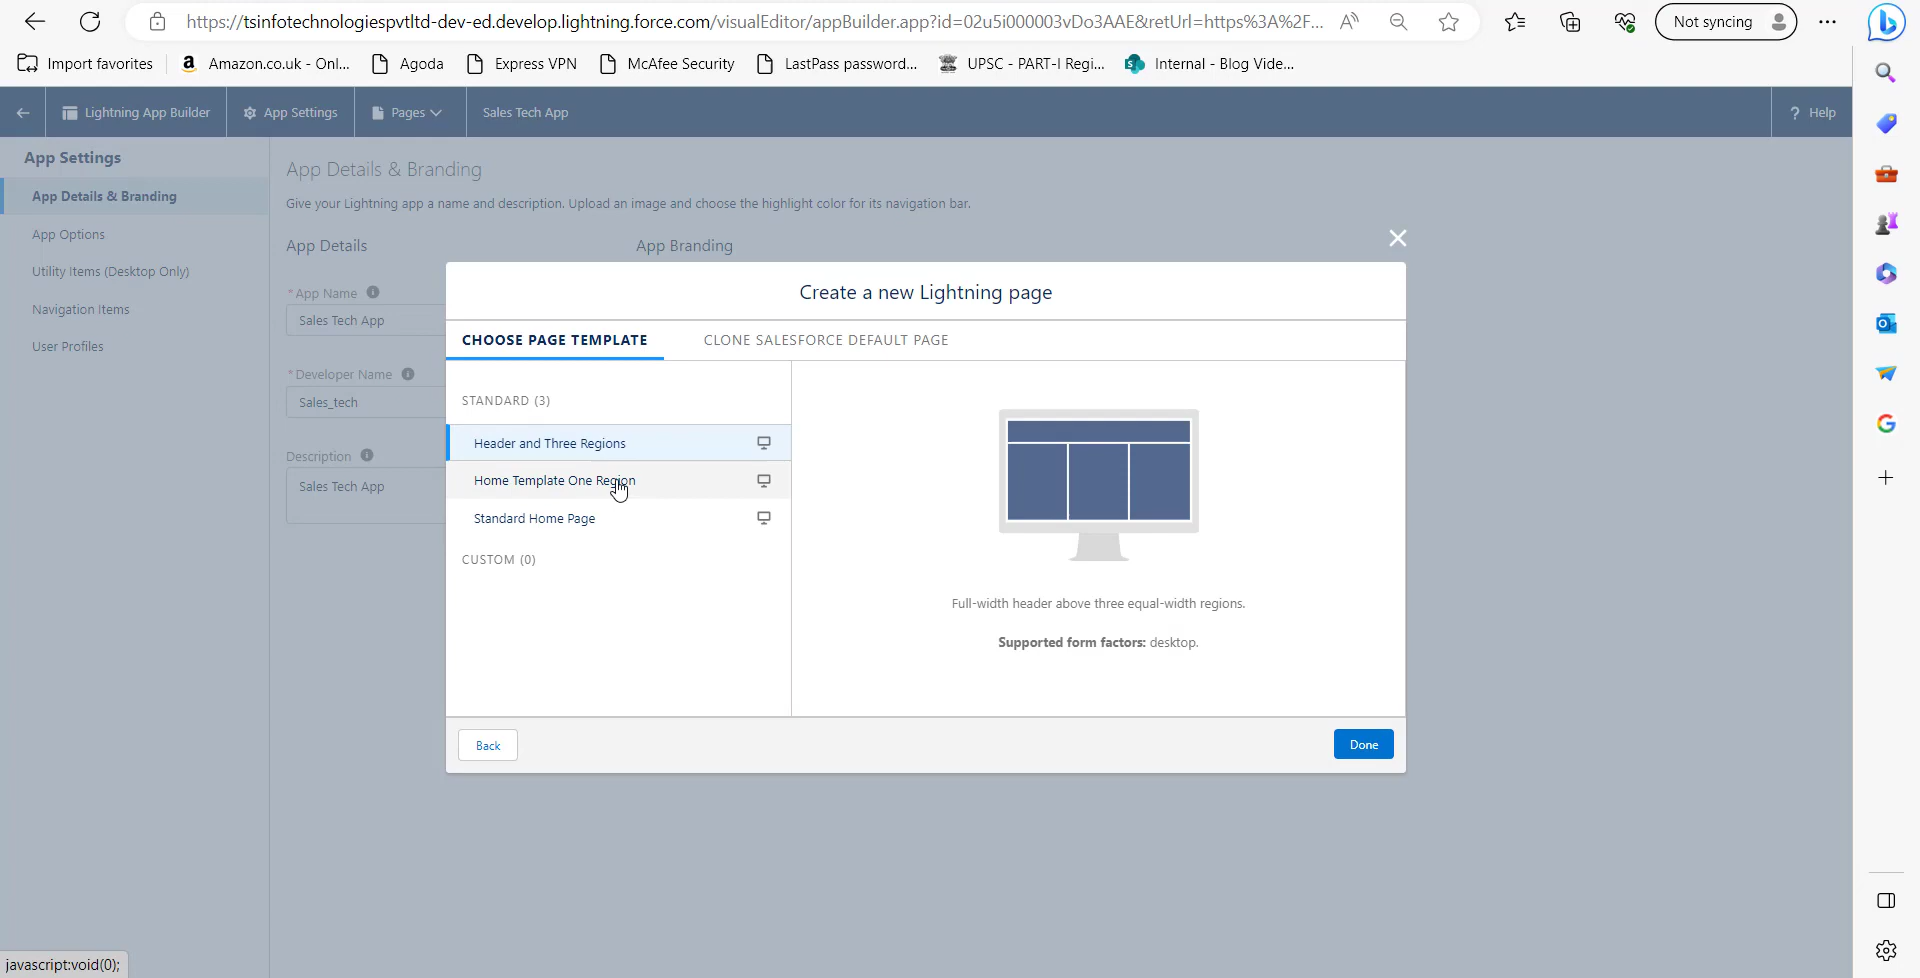 https://tsinfotechnologiespvtltd-dev-ed.develop.lightning.force.com/visualEditor/appBuilder.app?id=02u5i000003vDo3AAE&retUrl=https%3A%2F...
Not syncing
Import favorites
Amazon.co.uk - Onl...
Agoda
Express VPN
McAfee Security
LastPass password...
UPSC - PART-I Regi...
Internal - Blog Vide...
Lightning App Builder
App Settings
Pages
Sales Tech App
? Help
App Settings
App Details & Branding
App Options
Utility Items (Desktop Only)
Navigation Items
User Profiles
App Details & Branding
Give your Lightning app a name and description. Upload an image and choose the highlight color for its navigation bar.
App Details
App Branding
* App Name
Sales Tech App
* Developer Name
Sales_tech
Description
Sales Tech App
Create a new Lightning page
CHOOSE PAGE TEMPLATE
CLONE SALESFORCE DEFAULT PAGE
STANDARD (3)
Header and Three Regions
Home Template One Region
Standard Home Page
CUSTOM (0)
Full-width header above three equal-width regions.
Supported form factors: desktop.
Back
Done
javascript:void(0);